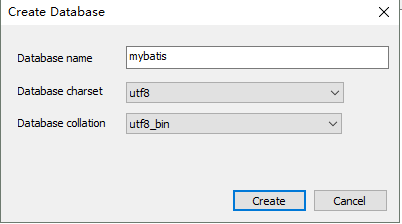 Create Database
Database name mybatis
Database charset utf8
Database collation utf8_bin
Create Cancel